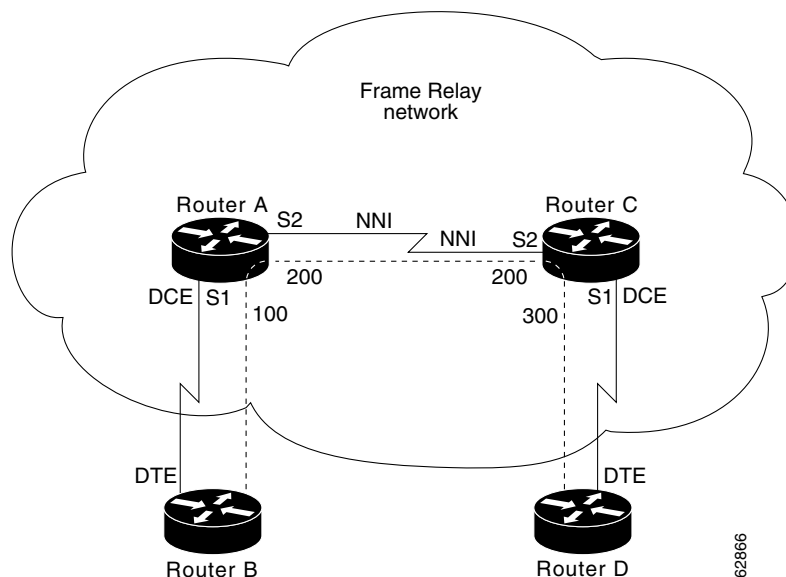 Frame Relay
network
Router A
Router C
S2
NNI
NNI
S2
200
200
DCE
S1
100
300
S1
DCE
DTE
DTE
Router B
Router D
62866